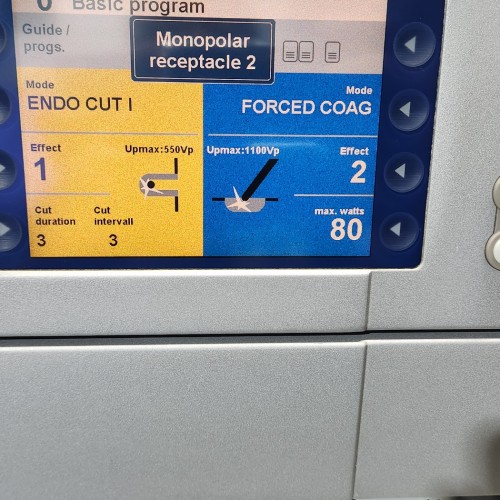 0 Basic program
Guide /
progs.
Monopolar
receptacle 2
Mode
ENDO CUT I
Effect
1
Upmax:550Vp
Cut
duration
3
Cut
intervall
3
Mode
FORCED COAG
Upmax:1100Vp
Effect
2
max. watts
80